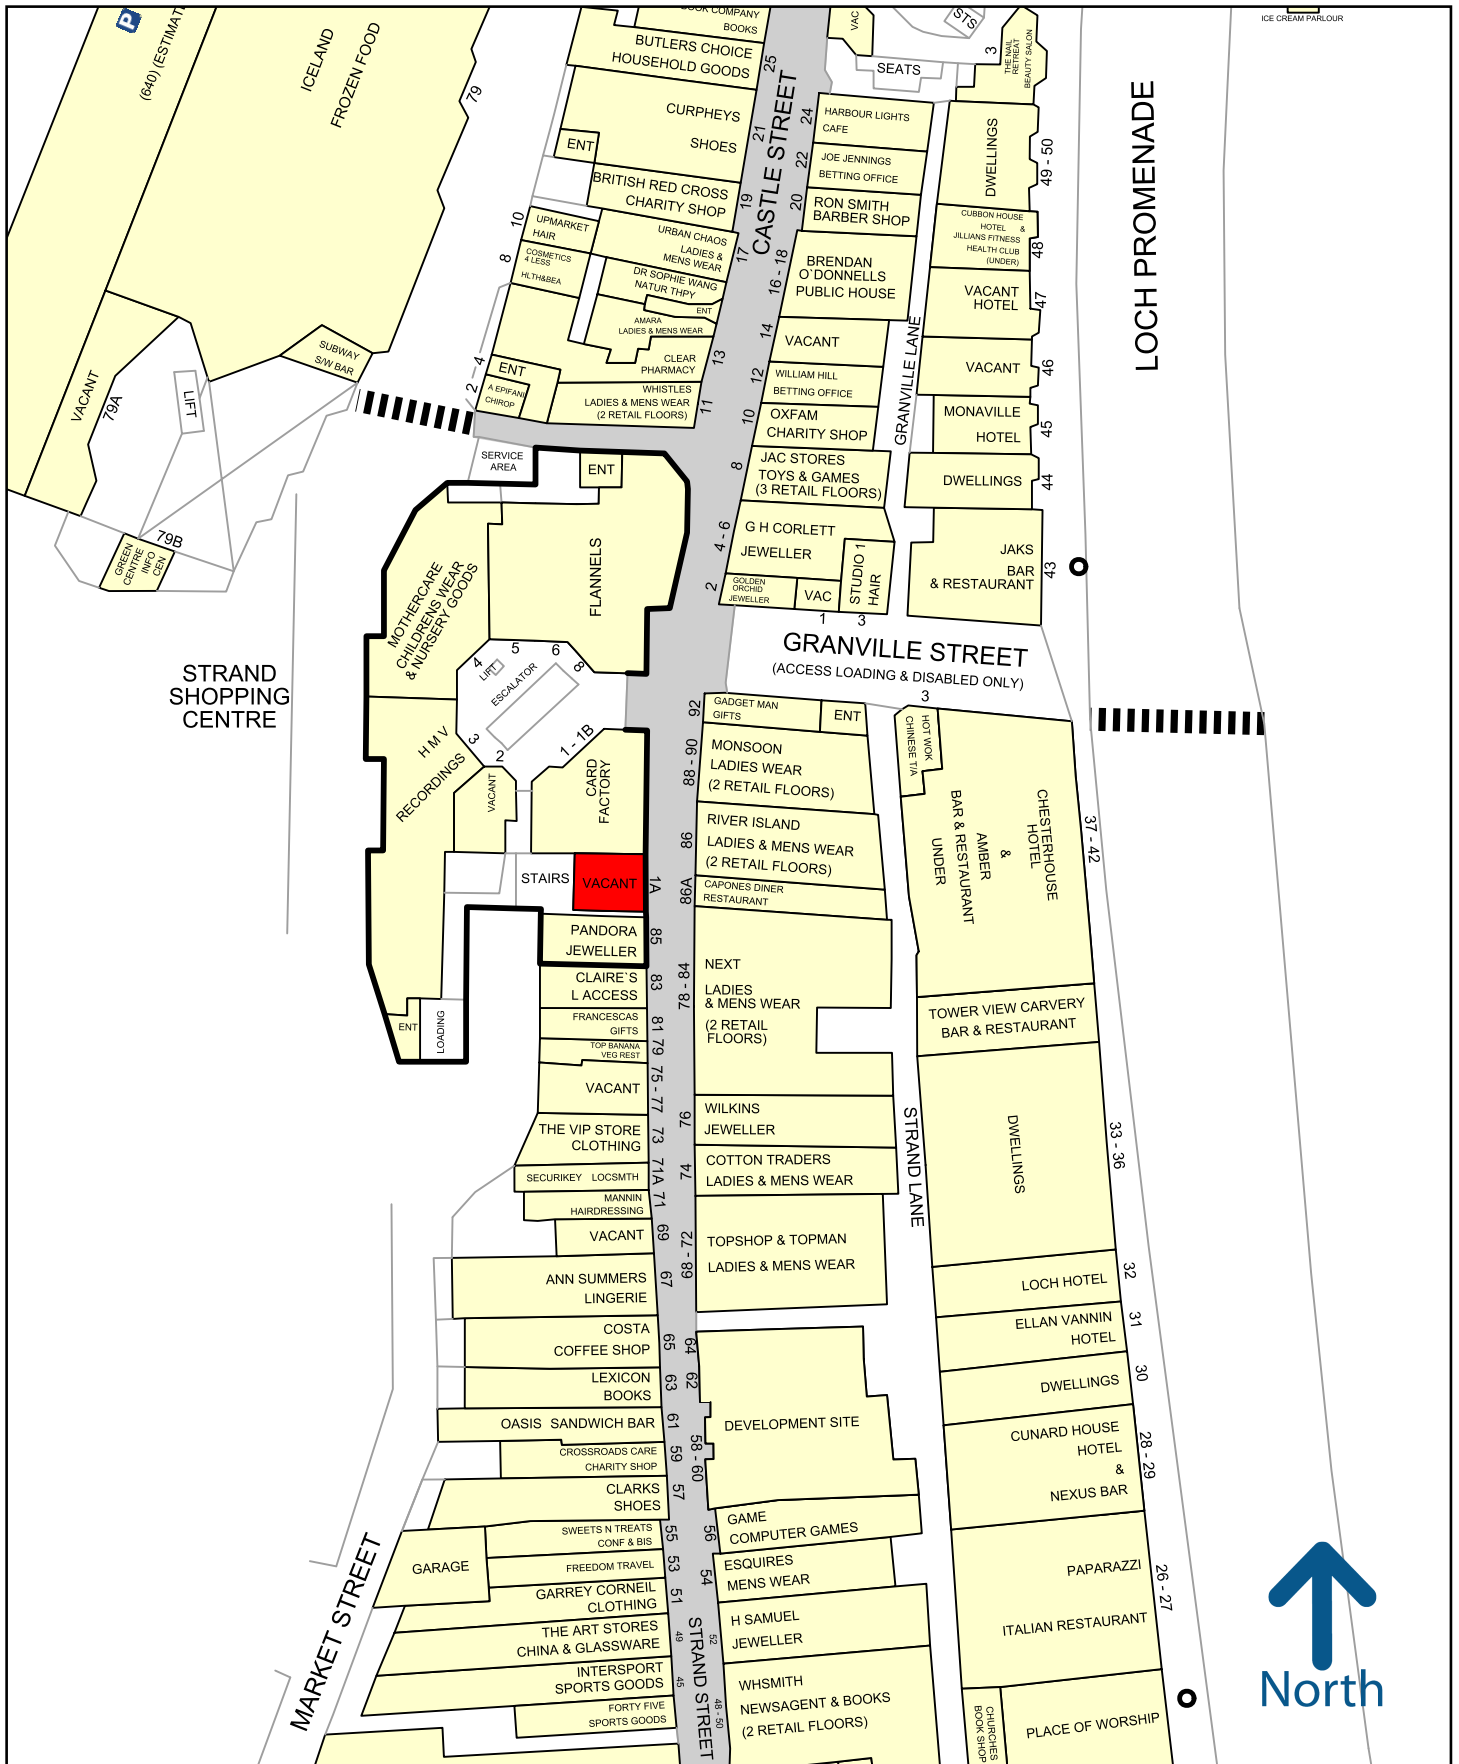 P
(640) (ESTIMAT
ICELAND
FROZEN FOOD
79
BOOKS
BUTLERS CHOICE
HOUSEHOLD GOODS
25
CURPHEYS
SHOES
21
ENT
BRITISH RED CROSS
CHARITY SHOP
19
10
UPMARKET
HAIR
8
COSMETICS
4 LESS
HLTH&BEA
URBAN CHAOS
LADIES &
MENS WEAR
17
DR SOPHIE WANG
NATUR THPY
ENT
AMARA
LADIES & MENS WEAR
CLEAR
PHARMACY
13
WHISTLES
LADIES & MENS WEAR
(2 RETAIL FLOORS)
11
2 4
ENT
A EPIFANI
CHIROP
SUBWAY
S/W BAR
VACANT
79A
LIFT
79B
GREEN
CENTRE
INFO
CEN
CASTLE STREET
VAC
STS
SEATS
3
THE NAIL
RETREAT
BEAUTY SALON
ICE CREAM PARLOUR
24
HARBOUR LIGHTS
CAFE
22
JOE JENNINGS
BETTING OFFICE
20
RON SMITH
BARBER SHOP
16 - 18
BRENDAN
O`DONNELLS
PUBLIC HOUSE
14
VACANT
12
WILLIAM HILL
BETTING OFFICE
10
OXFAM
CHARITY SHOP
8
JAC STORES
TOYS & GAMES
(3 RETAIL FLOORS)
4 - 6
G H CORLETT
JEWELLER
2
GOLDEN
ORCHID
JEWELLER
VAC
STUDIO 1
HAIR
1
3
GRANVILLE LANE
DWELLINGS
49 - 50
CUBBON HOUSE
HOTEL &
JILLIANS FITNESS
HEALTH CLUB
(UNDER)
48
VACANT
HOTEL
47
VACANT
46
MONAVILLE
HOTEL
45
DWELLINGS
44
JAKS
BAR
& RESTAURANT
43
LOCH PROMENADE
GRANVILLE STREET
(ACCESS LOADING & DISABLED ONLY)
3
SERVICE
AREA
ENT
FLANNELS
MOTHERCARE
CHILDRENS WEAR
& NURSERY GOODS
4
5
6
8
LIFT
ESCALATOR
STRAND
SHOPPING
CENTRE
H M V
RECORDINGS
3
2
1 - 1B
VACANT
CARD
FACTORY
STAIRS
VACANT
1A
PANDORA
JEWELLER
85
CLAIRE`S
L ACCESS
83
FRANCESCAS
GIFTS
81
TOP BANANA
VEG REST
79
ENT
LOADING
VACANT
75 - 77
THE VIP STORE
CLOTHING
73
SECURIKEY LOCSMTH
71A
MANNIN
HAIRDRESSING
71
VACANT
69
ANN SUMMERS
LINGERIE
67
COSTA
COFFEE SHOP
65
LEXICON
BOOKS
63
OASIS SANDWICH BAR
61
CROSSROADS CARE
CHARITY SHOP
59
CLARKS
SHOES
57
SWEETS N TREATS
CONF & BIS
55
GARAGE
FREEDOM TRAVEL
53
GARREY CORNEIL
CLOTHING
51
THE ART STORES
CHINA & GLASSWARE
49
INTERSPORT
SPORTS GOODS
45
FORTY FIVE
SPORTS GOODS
MARKET STREET
92
GADGET MAN
GIFTS
ENT
88 - 90
MONSOON
LADIES WEAR
(2 RETAIL FLOORS)
86
RIVER ISLAND
LADIES & MENS WEAR
(2 RETAIL FLOORS)
86A
CAPONES DINER
RESTAURANT
78 - 84
NEXT
LADIES
& MENS WEAR
(2 RETAIL
FLOORS)
76
WILKINS
JEWELLER
74
COTTON TRADERS
LADIES & MENS WEAR
72 - 68
TOPSHOP & TOPMAN
LADIES & MENS WEAR
64
62
58 - 60
DEVELOPMENT SITE
56
GAME
COMPUTER GAMES
54
ESQUIRES
MENS WEAR
52
H SAMUEL
JEWELLER
48 - 50
WHSMITH
NEWSAGENT & BOOKS
(2 RETAIL FLOORS)
STRAND STREET
STRAND LANE
HOT WOK
CHINESE T/A
CHESTERHOUSE
HOTEL
&
AMBER
BAR & RESTAURANT
UNDER
37 - 42
TOWER VIEW CARVERY
BAR & RESTAURANT
DWELLINGS
33 - 36
LOCH HOTEL
32
ELLAN VANNIN
HOTEL
31
DWELLINGS
30
CUNARD HOUSE
HOTEL
&
NEXUS BAR
28 - 29
PAPARAZZI
ITALIAN RESTAURANT
26 - 27
CHURCHES
BOOK SHOP
PLACE OF WORSHIP
North